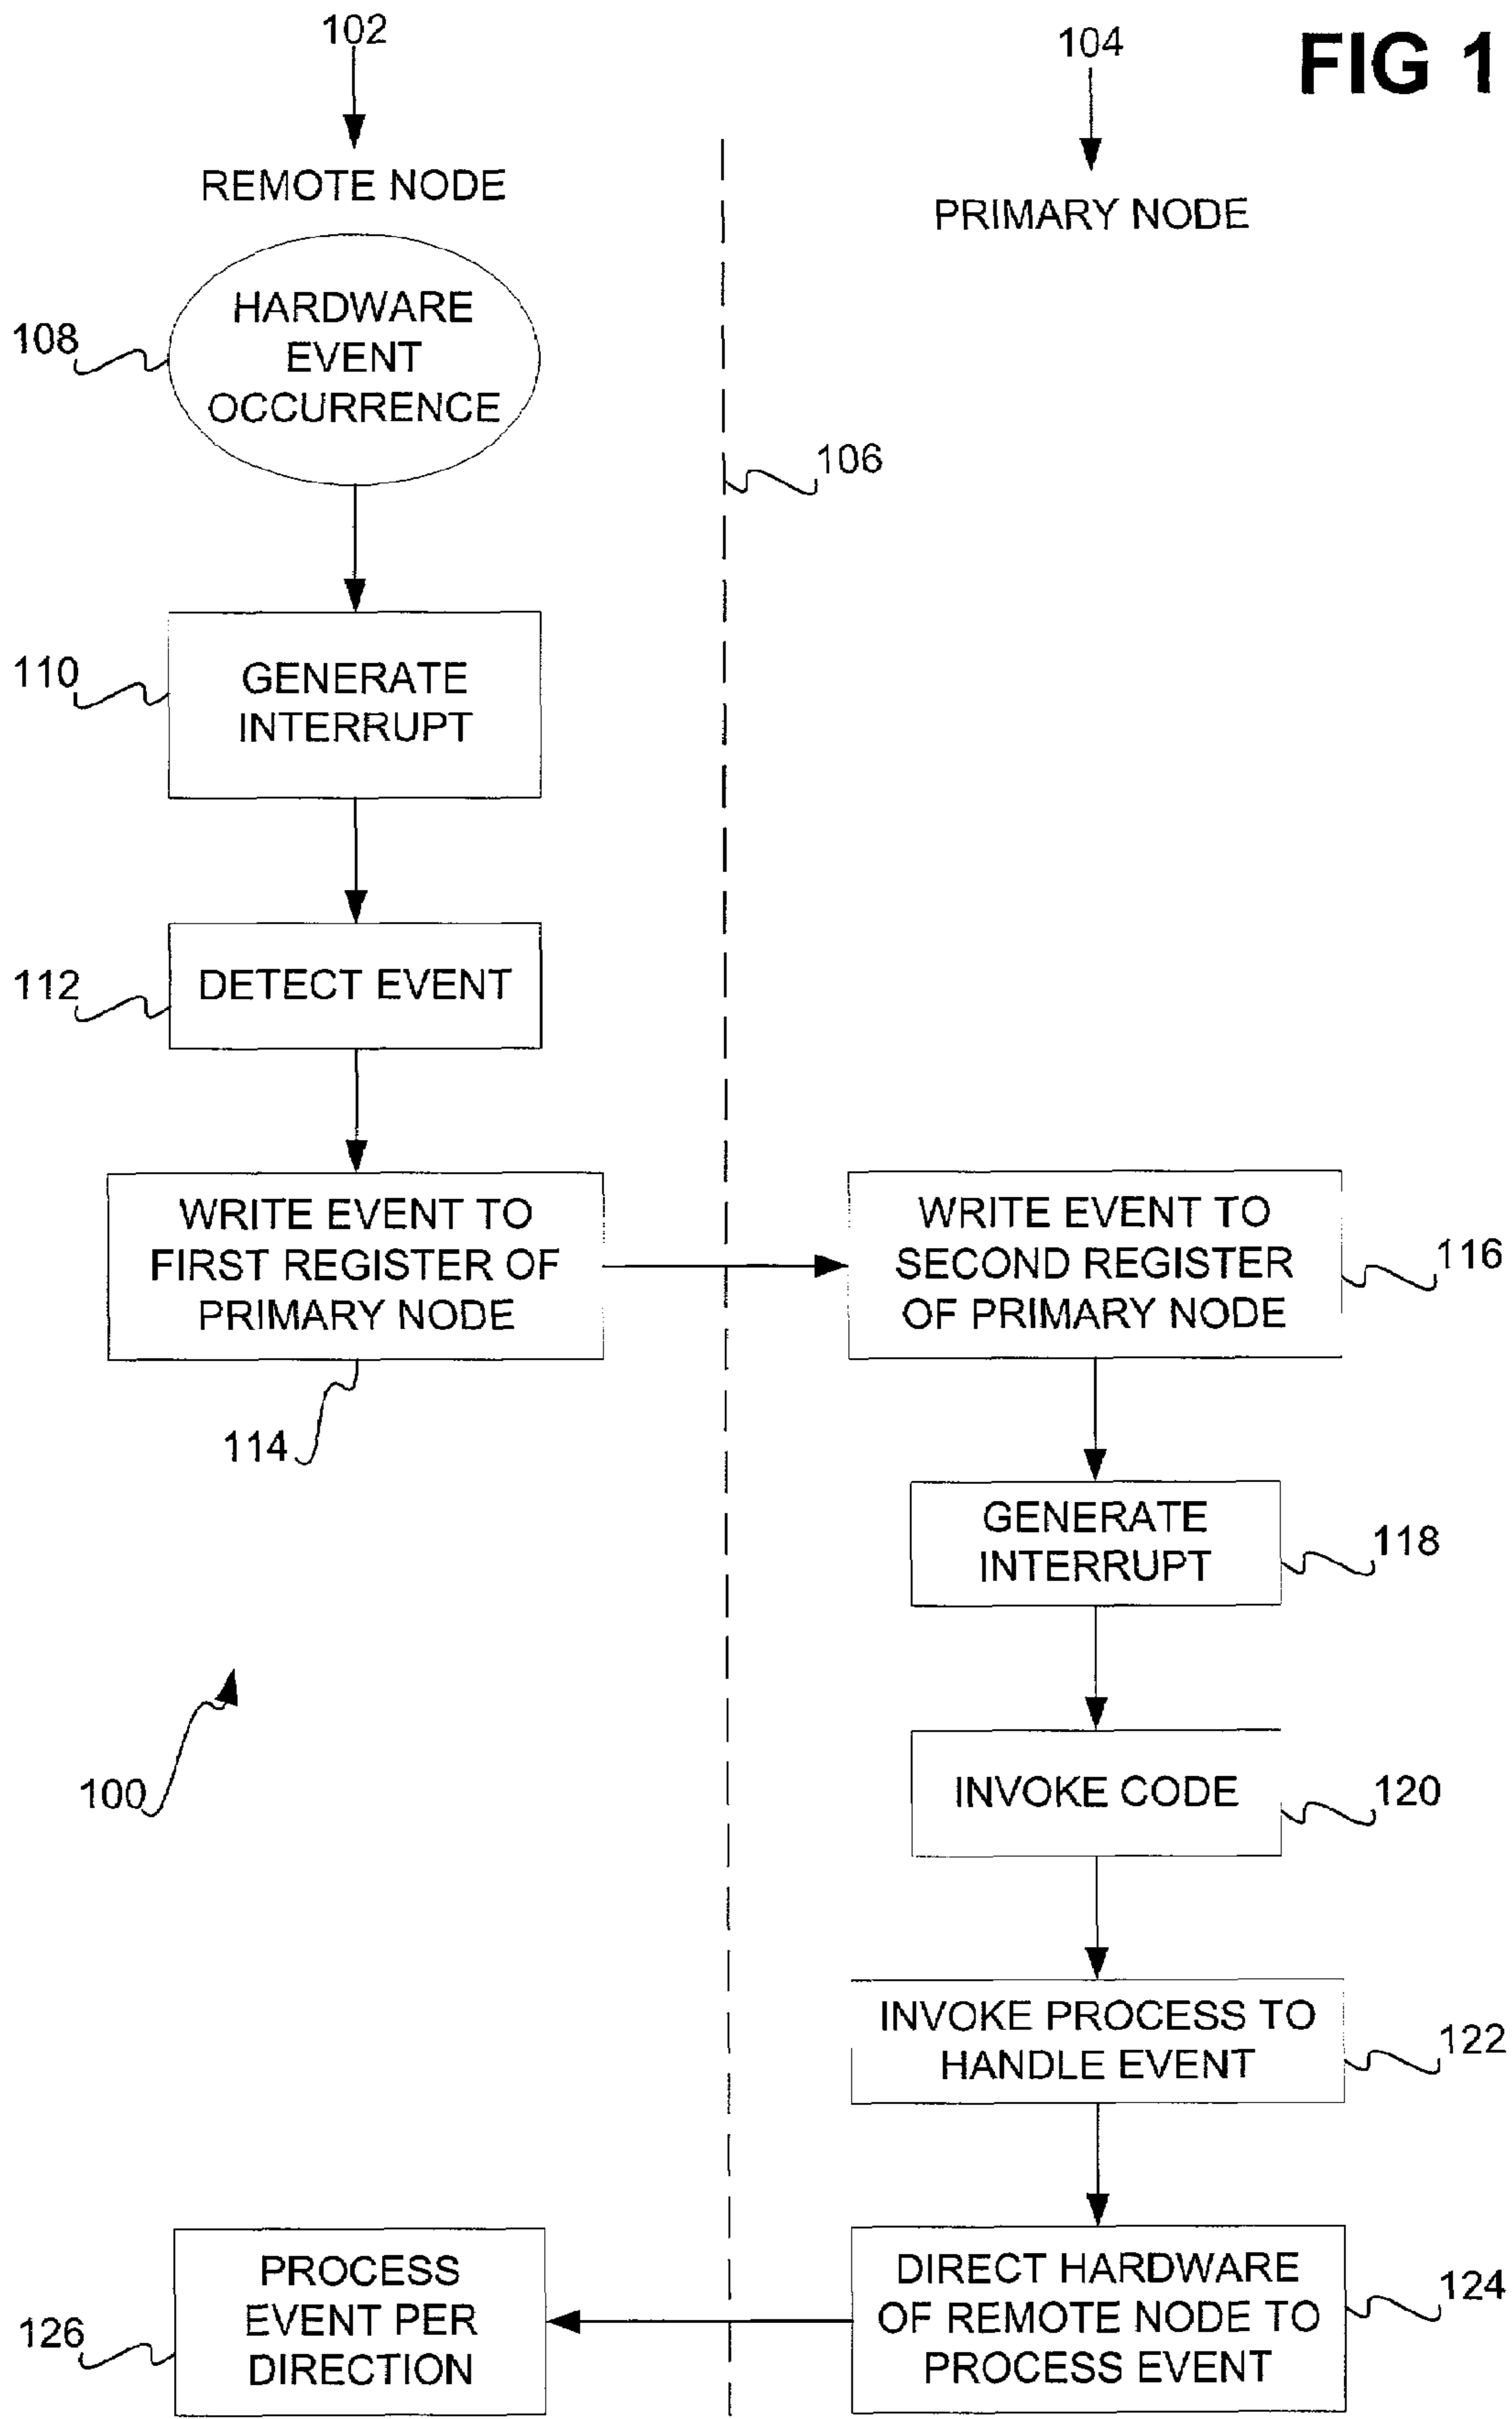 102
104
FIG 1
REMOTE NODE
PRIMARY NODE
108
HARDWARE
EVENT
OCCURRENCE
106
110
GENERATE
INTERRUPT
112
DETECT EVENT
WRITE EVENT TO
FIRST REGISTER OF
PRIMARY NODE
114
WRITE EVENT TO
SECOND REGISTER
OF PRIMARY NODE
116
GENERATE
INTERRUPT
118
100
INVOKE CODE
120
INVOKE PROCESS TO
HANDLE EVENT
122
DIRECT HARDWARE
OF REMOTE NODE TO
PROCESS EVENT
124
126
PROCESS
EVENT PER
DIRECTION